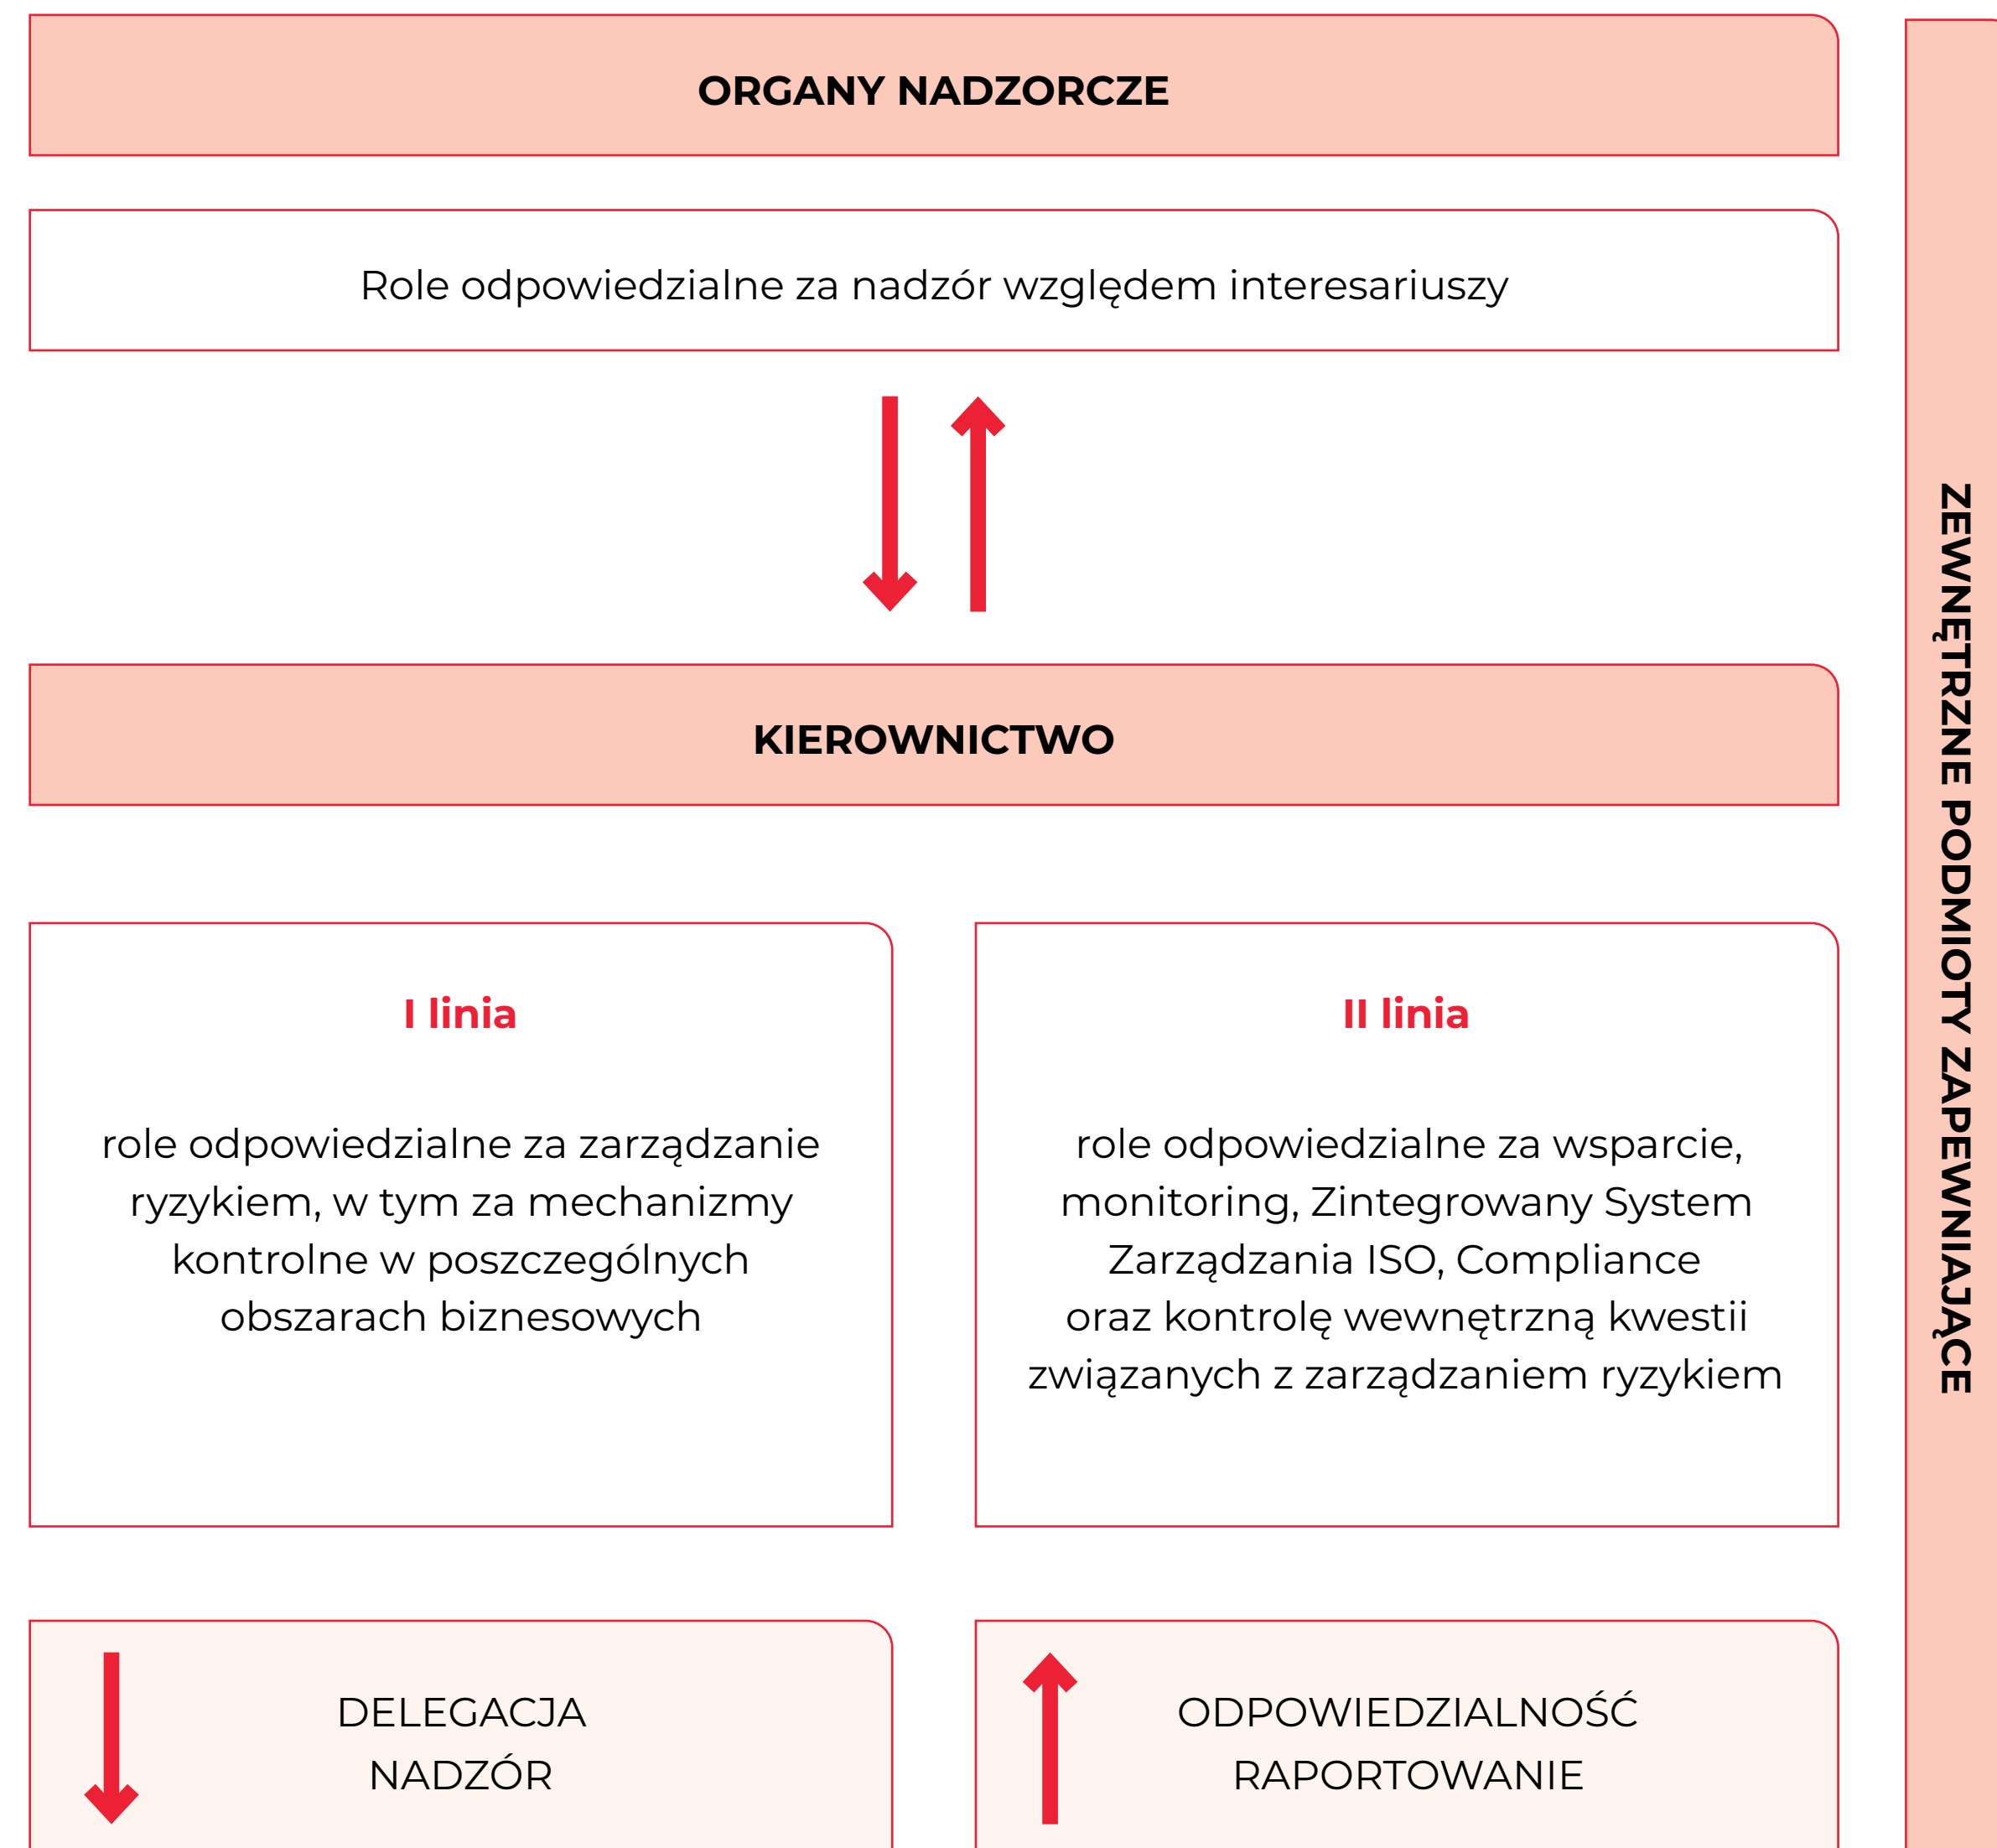 ORGANY NADZORCZE
Role odpowiedzialne za nadzór względem interesariuszy
KIEROWNICTWO
I linia
role odpowiedzialne za zarządzanie
ryzykiem, w tym za mechanizmy
kontrolne w poszczególnych
obszarach biznesowych
II linia
role odpowiedzialne za wsparcie,
monitoring, Zintegrowany System
Zarządzania ISO, Compliance
oraz kontrolę wewnętrzną kwestii
związanych z zarządzaniem ryzykiem
DELEGACJA
NADZÓR
ODPOWIEDZIALNOŚĆ
RAPORTOWANIE
ZEWNĘTRZNE PODMIOTY ZAPEWNIAJĄCE